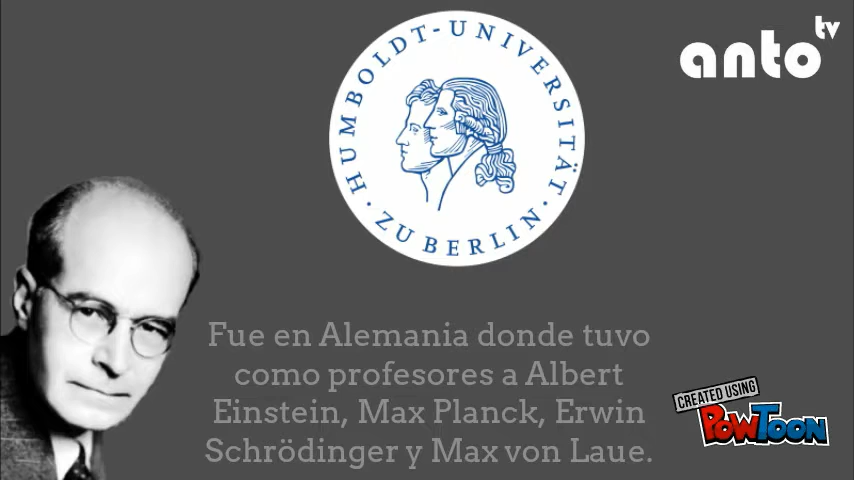 HUMBOLDT-UNIVERSITÄT
· ZU BERLIN ·
anto tv
Fue en Alemania donde tuvo
como profesores a Albert
Einstein, Max Planck, Erwin
Schrödinger y Max von Laue.
CREATED USING
POWTOON